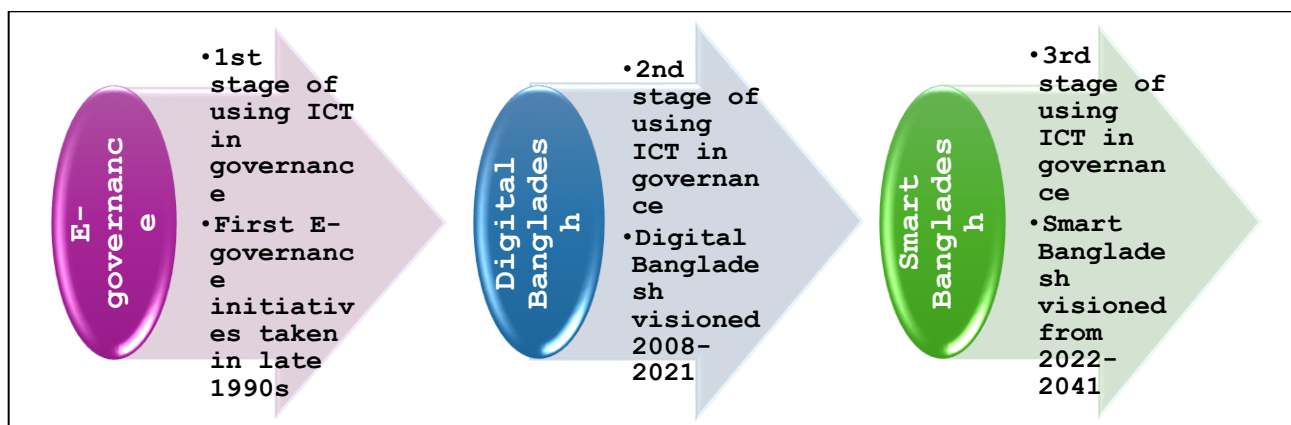 E-
governanc
e
•1st
stage of
using ICT
in
governanc
e
•First E-
governanc
e
initiativ
es taken
in late
1990s
Digital
Bangladesh
h
•2nd
stage of
using
ICT in
governan
ce
•Digital
Banglade
sh
visioned
2008-
2021
Smart
Bangladesh
h
•3rd
stage of
using
ICT in
governan
ce
•Smart
Banglade
sh
visioned
from
2022-
2041